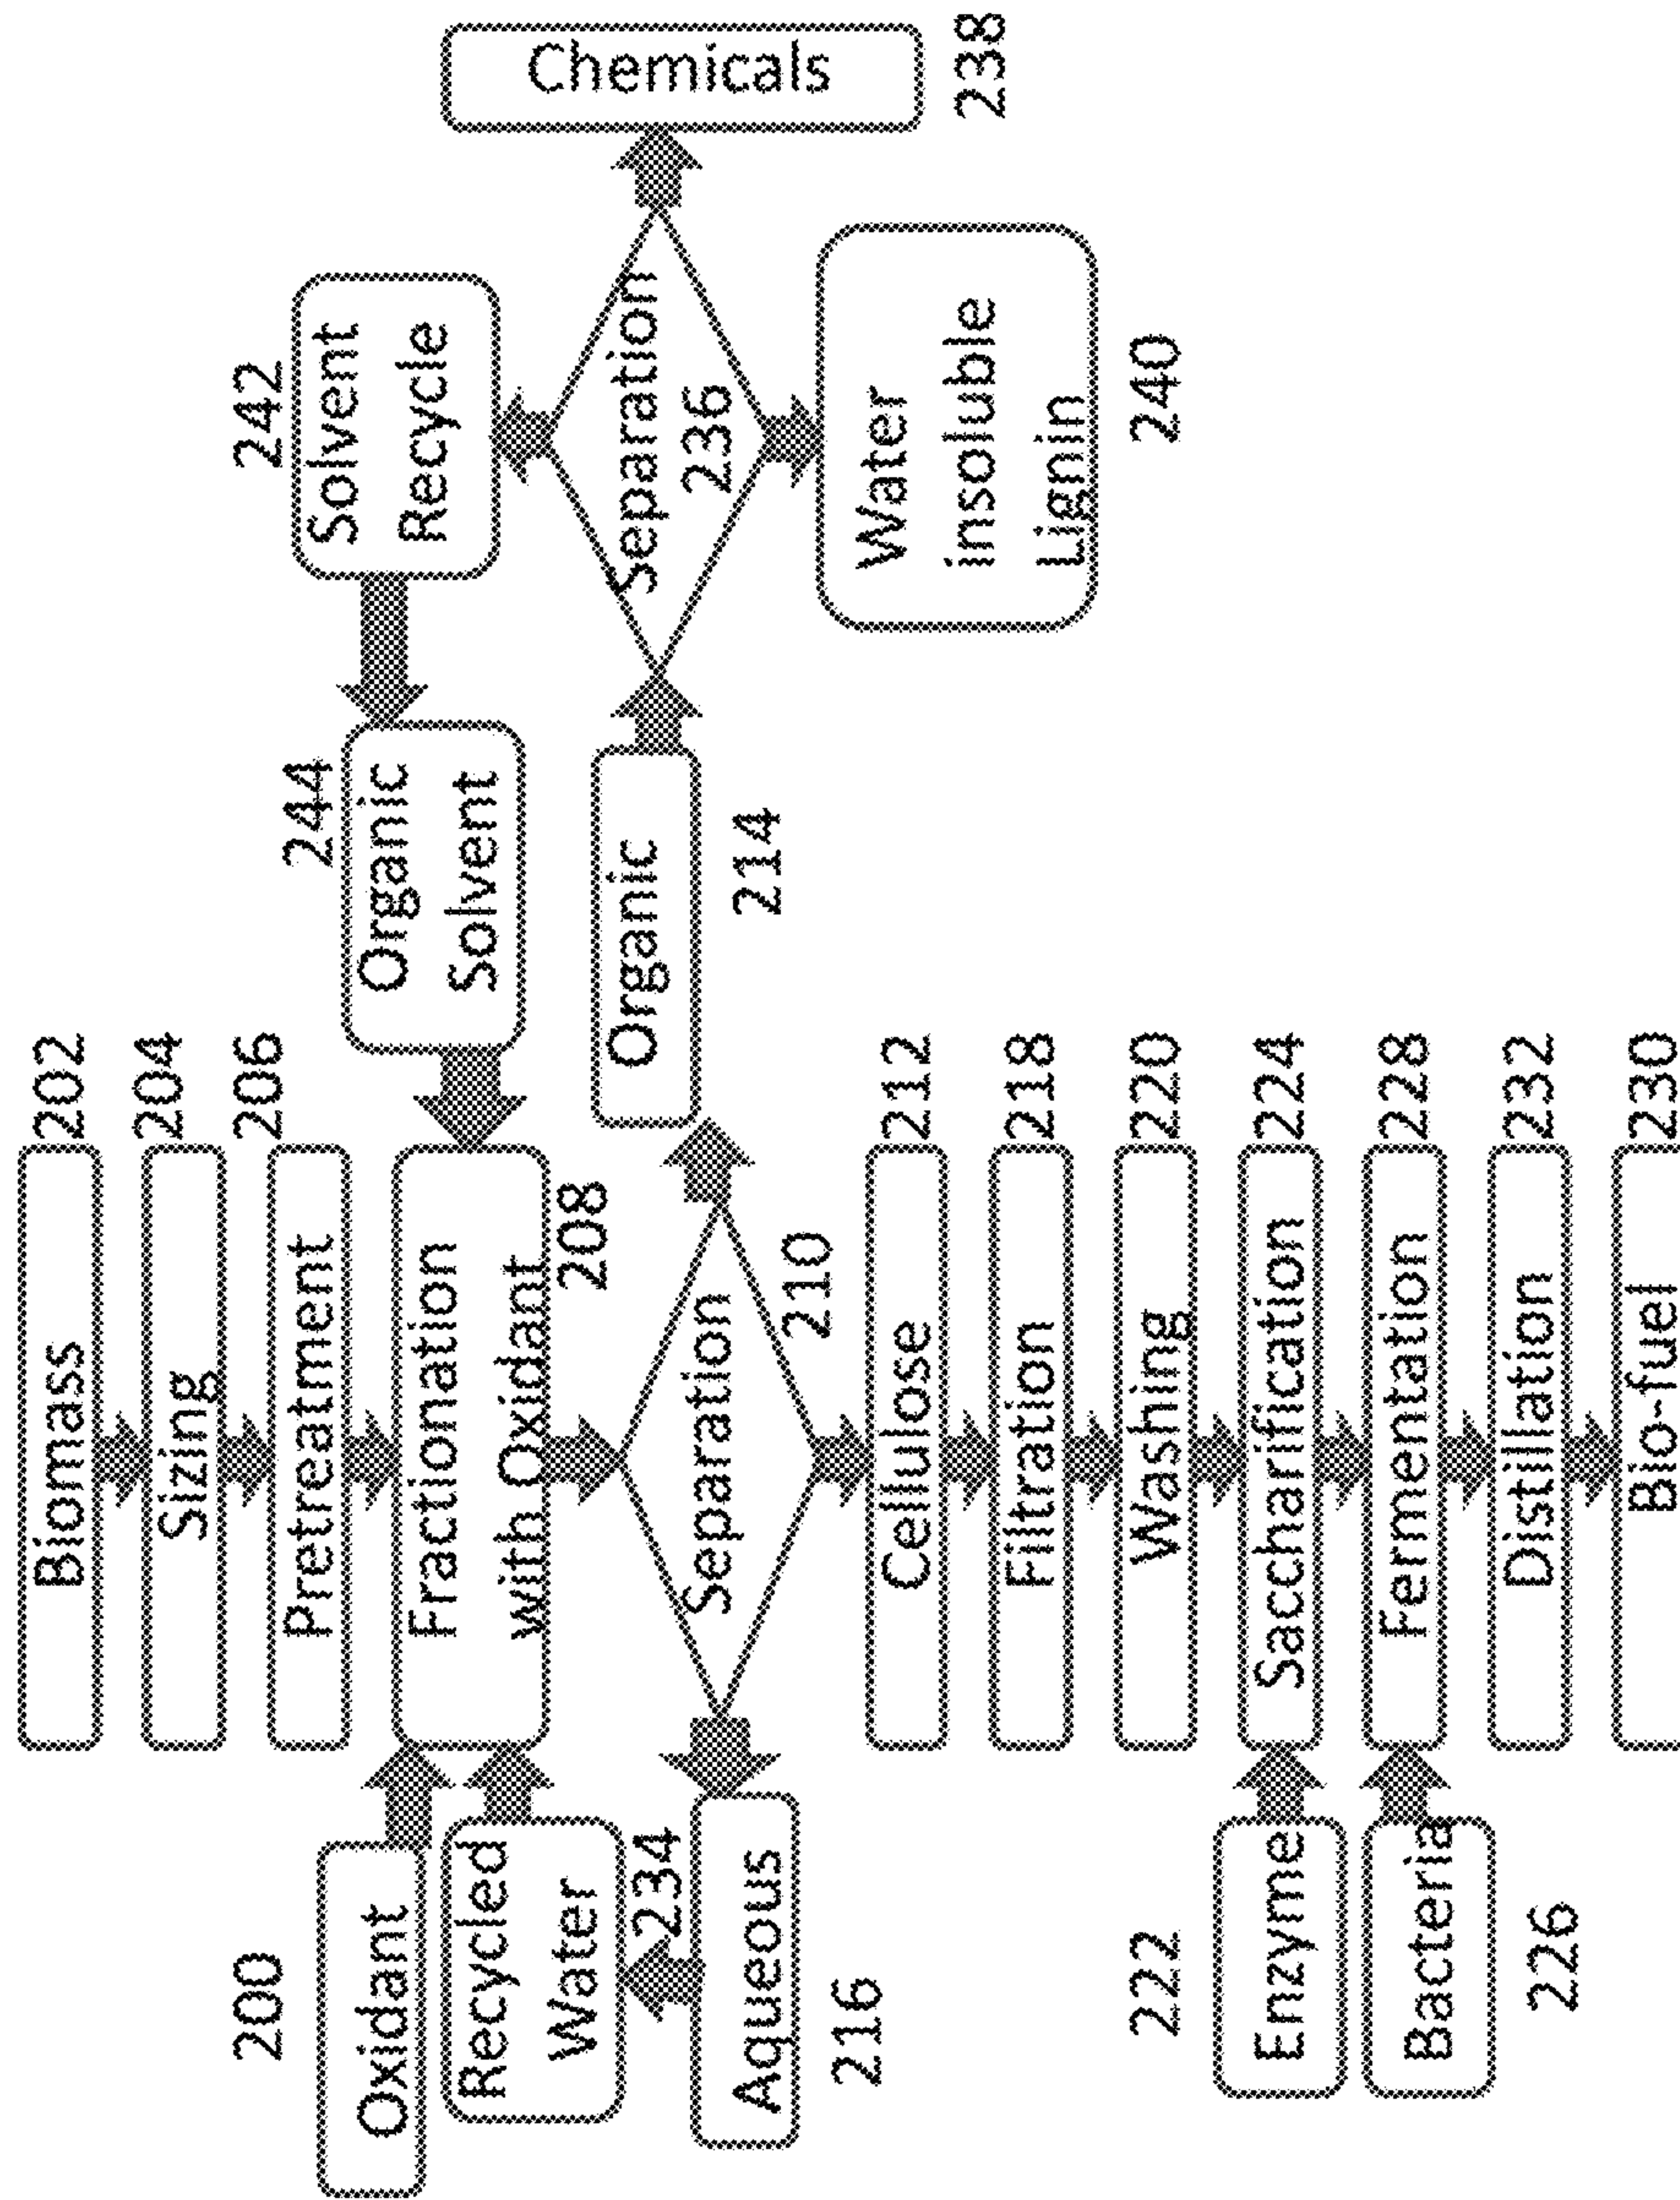 Biomass
202
Sizing
204
Pretreatment
206
Oxidant
200
Fractionation
with Oxidant
208
Recycled
Water
234
Organic
Solvent
244
Solvent
Recycle
242
Separation
210
Aqueous
216
Organic
214
Separation
236
Chemicals
238
Water
insoluble
Lignin
240
Cellulose
212
Filtration
218
Washing
220
Enzyme
222
Saccharification
224
Bacteria
226
Fermentation
228
Distillation
232
Bio-fuel
230